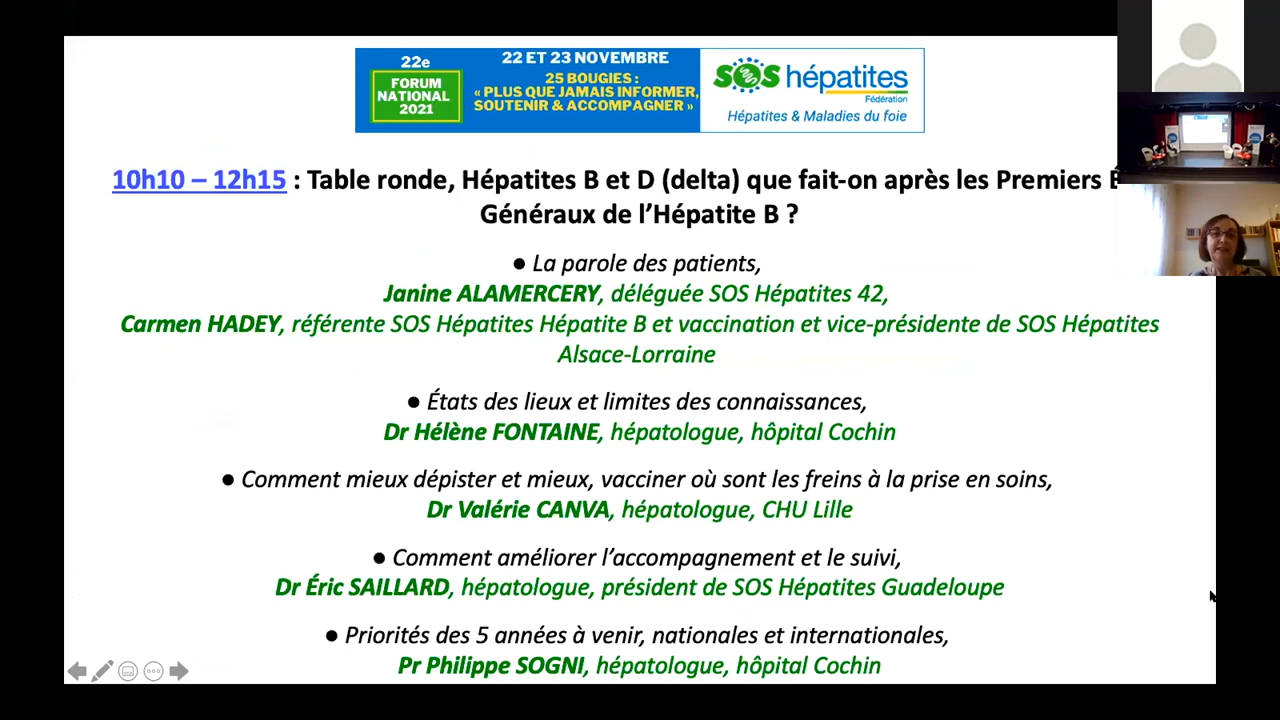 22e
FORUM
NATIONAL
2021
22 ET 23 NOVEMBRE
25 BOUGIES :
« PLUS QUE JAMAIS INFORMER,
SOUTENIR & ACCOMPAGNER »
SOS hépatites
Fédération
Hépatites & Maladies du foie
10h10 – 12h15 : Table ronde, Hépatites B et D (delta) que fait-on après les Premiers
Généraux de l’Hépatite B ?
● La parole des patients,
Janine ALAMERCERY, déléguée SOS Hépatites 42,
Carmen HADEY, référente SOS Hépatites Hépatite B et vaccination et vice-présidente de SOS Hépatites
Alsace-Lorraine
● États des lieux et limites des connaissances,
Dr Hélène FONTAINE, hépatologue, hôpital Cochin
● Comment mieux dépister et mieux, vacciner où sont les freins à la prise en soins,
Dr Valérie CANVA, hépatologue, CHU Lille
● Comment améliorer l’accompagnement et le suivi,
Dr Éric SAILLARD, hépatologue, président de SOS Hépatites Guadeloupe
● Priorités des 5 années à venir, nationales et internationales,
Pr Philippe SOGNI, hépatologue, hôpital Cochin